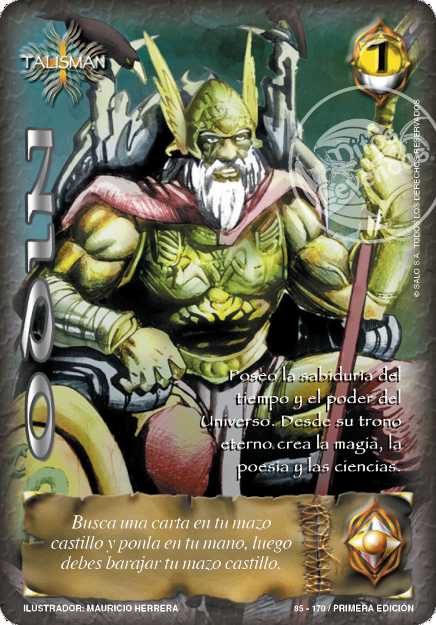 TALISMAN
1
ODIN
Mitos y Leyendas
© SALO S.A. TODOS LOS DERECHOS RESERVADOS
Poseo la sabiduría del
tiempo y el poder del
Universo. Desde su trono
eterno crea la magia, la
poesía y las ciencias.
Busca una carta en tu mazo
castillo y ponla en tu mano, luego
debes barajar tu mazo castillo.
ILUSTRADOR: MAURICIO HERRERA
85 - 170 / PRIMERA EDICIÓN